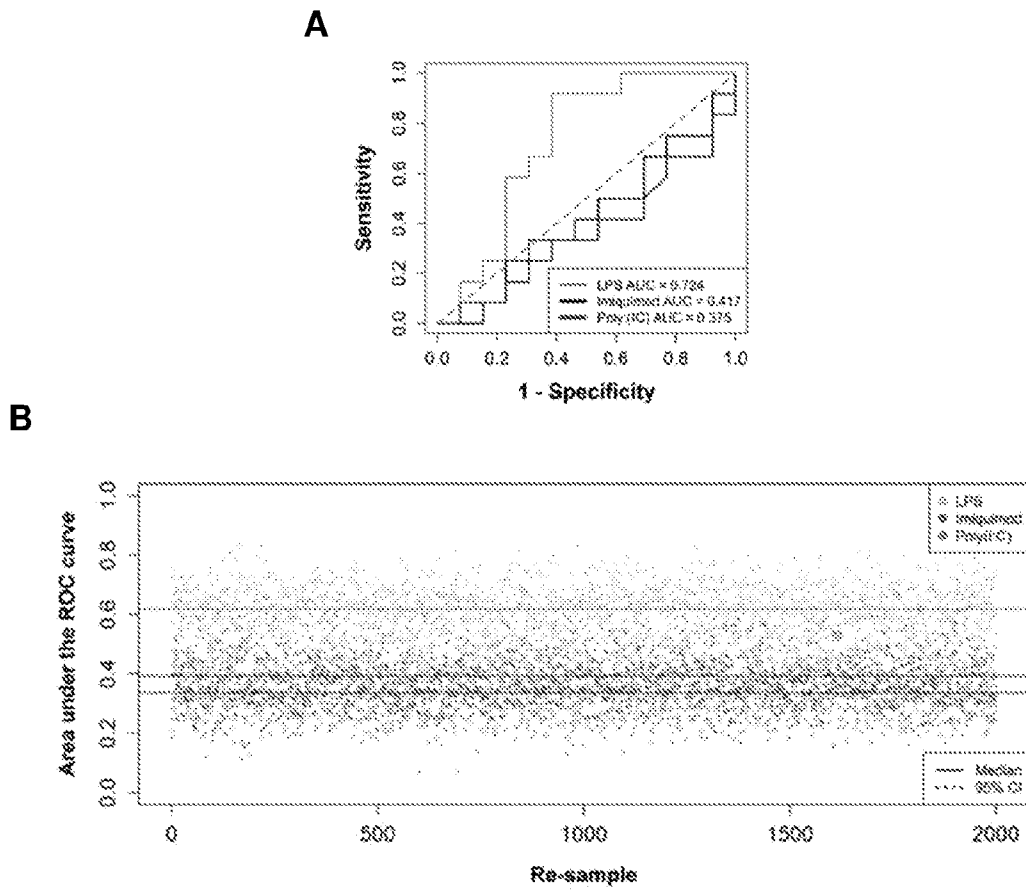 A
Sensitivity
1.0
0.8
0.6
0.4
0.2
0.0
LPS AUC = 0.724
Imiquimod AUC = 0.417
Poly(IC) AUC = 0.375
0.0 0.2 0.4 0.6 0.8 1.0
1 - Specificity
B
Area under the ROC curve
1.0
0.8
0.6
0.4
0.2
0.0
LPS
Imiquimod
Poly(I:C)
Median
95% CI
0 500 1000 1500 2000
Re-sample